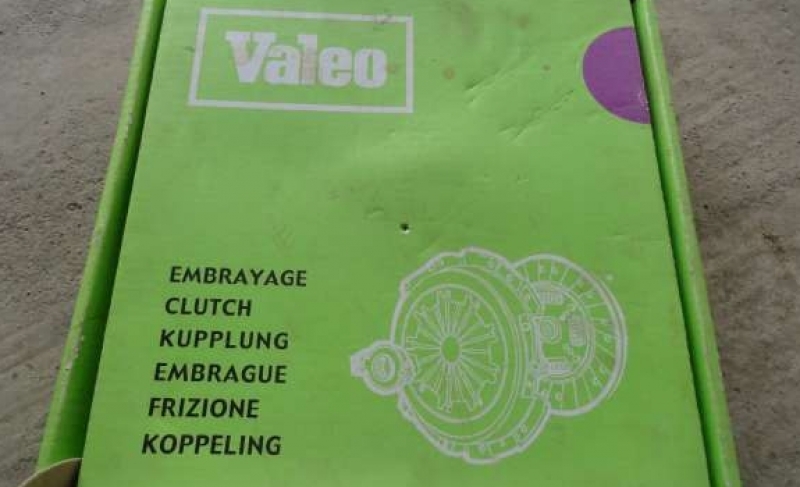 Valeo
EMBRAYAGE
CLUTCH
KUPPLUNG
EMBRAGUE
FRIZIONE
KOPPELING